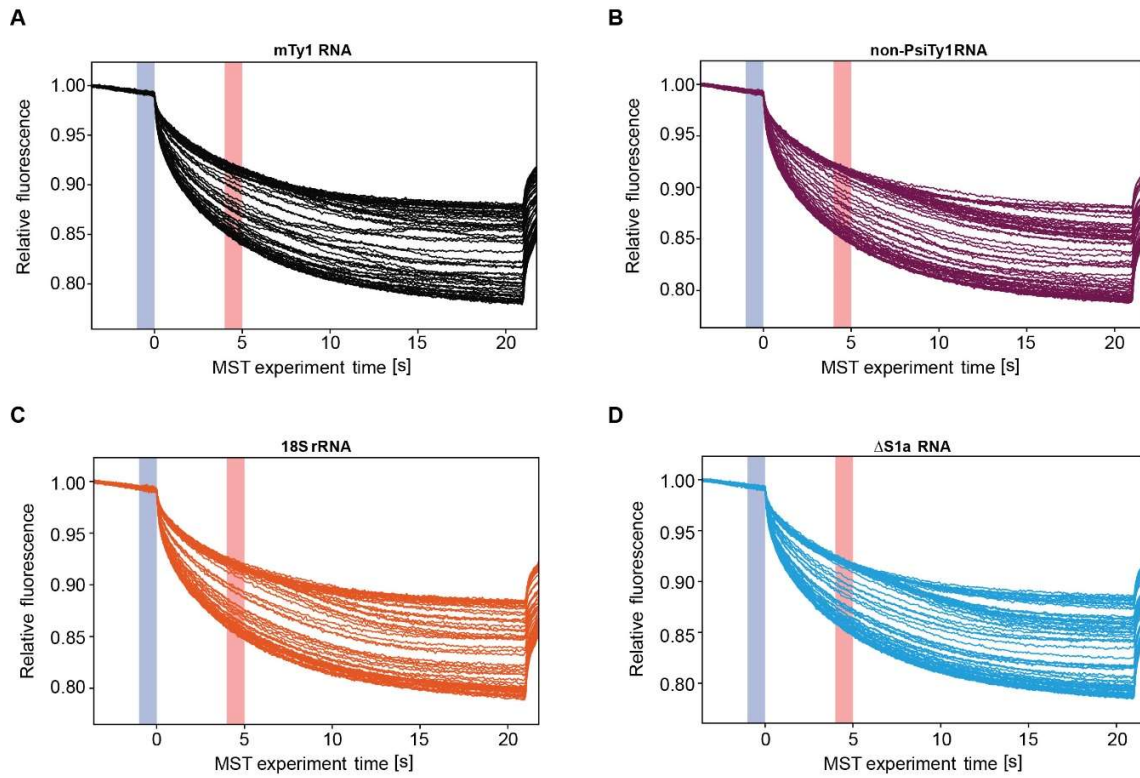 A
mTy1 RNA
Relative fluorescence
1.00
0.95
0.90
0.85
0.80
0 5 10 15 20
MST experiment time [s]
B
non-PsiTy1RNA
Relative fluorescence
1.00
0.95
0.90
0.85
0.80
0 5 10 15 20
MST experiment time [s]
C
18S rRNA
Relative fluorescence
1.00
0.95
0.90
0.85
0.80
0 5 10 15 20
MST experiment time [s]
D
ΔS1a RNA
Relative fluorescence
1.00
0.95
0.90
0.85
0.80
0 5 10 15 20
MST experiment time [s]